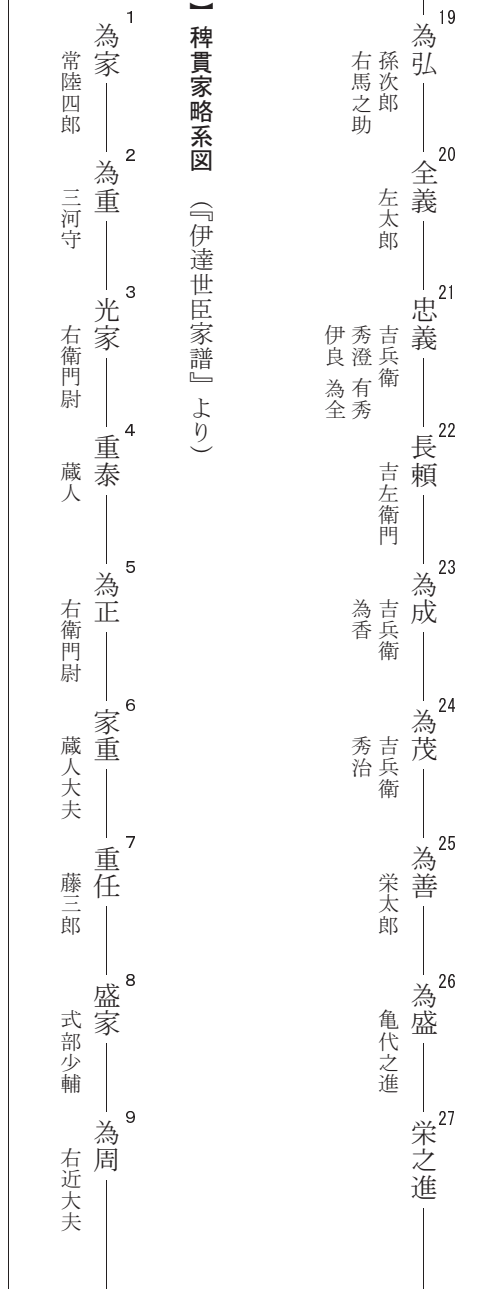 19
為弘
孫次郎
右馬之助
20
全義
左太郎
21
忠義
吉兵衛
秀澄 有秀
伊良 為全
22
長頼
吉左衛門
23
為成
吉兵衛
為香
24
為茂
吉兵衛
秀治
25
為善
栄太郎
26
為盛
亀代之進
27
栄之進
】 稗貫家略系図 （『伊達世臣家譜』より）
1
為家
常陸四郎
2
為重
三河守
3
光家
右衛門尉
4
重泰
蔵人
5
為正
右衛門尉
6
家重
蔵人大夫
7
重任
藤三郎
8
盛家
式部少輔
9
為周
右近大夫